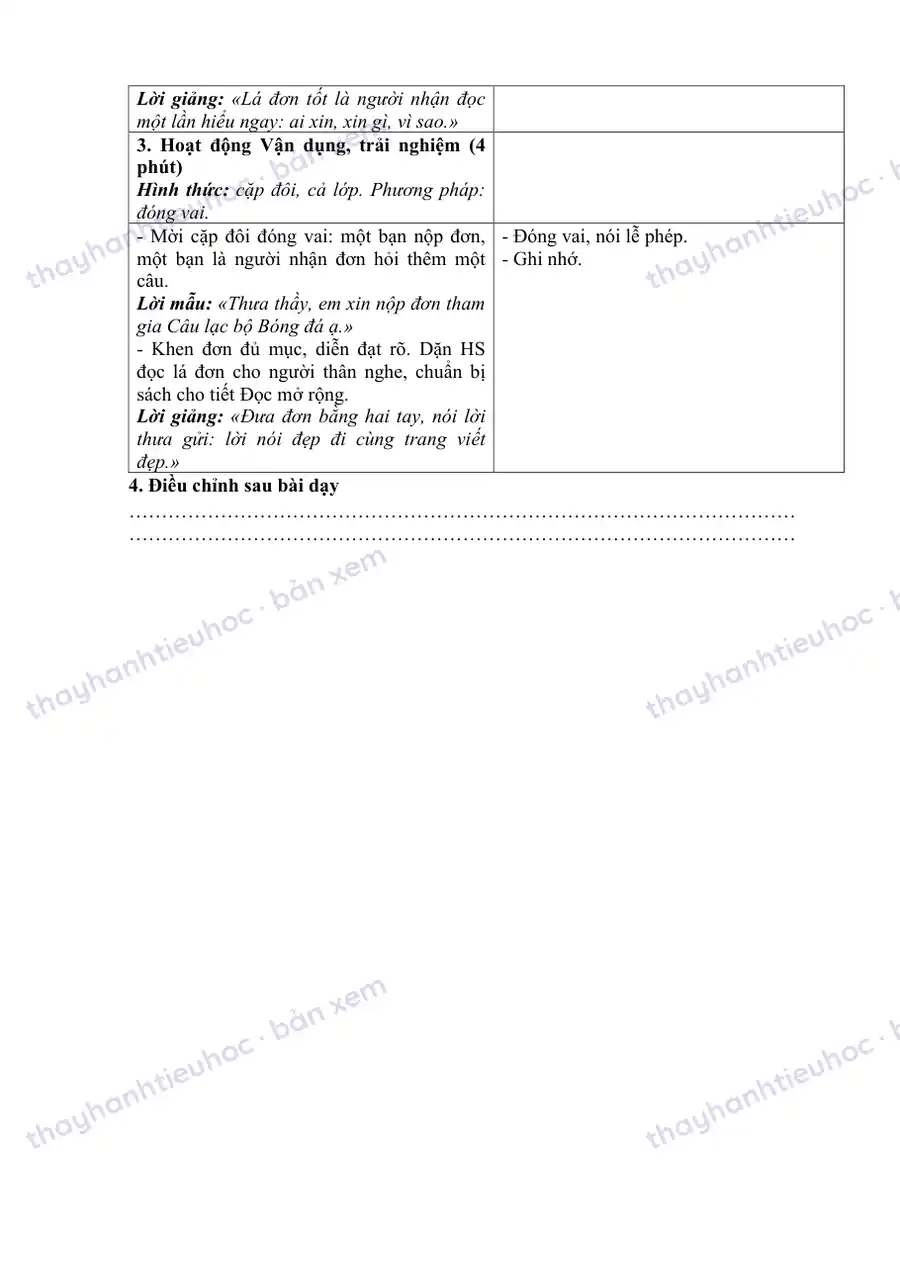 Lời giảng: «Lá đơn tốt là người nhận đọc
một lần hiểu ngay: ai xin, xin gì, vì sao.»
3. Hoạt động Vận dụng, trải nghiệm (4
phút)
Hình thức: cặp đôi, cả lớp. Phương pháp:
đóng vai.
- Mời cặp đôi đóng vai: một bạn nộp đơn,
một bạn là người nhận đơn hỏi thêm một
câu.
Lời mẫu: «Thưa thầy, em xin nộp đơn tham
gia Câu lạc bộ Bóng đá ạ.»
- Khen đơn đủ mục, diễn đạt rõ. Dặn HS
đọc lá đơn cho người thân nghe, chuẩn bị
sách cho tiết Đọc mở rộng.
Lời giảng: «Đưa đơn bằng hai tay, nói lời
thưa gửi: lời nói đẹp đi cùng trang viết
đẹp.»
- Đóng vai, nói lễ phép.
- Ghi nhớ.
4. Điều chỉnh sau bài dạy
……………………………………………………………………………………………
……………………………………………………………………………………………
thayhanhtieuhoc · bản xem
thayhanhtieuhoc · b
thayhanhtieuhoc · bản xem
thayhanhtieuhoc · b
thayhanhtieuhoc · bản xem
thayhanhtieuhoc · b